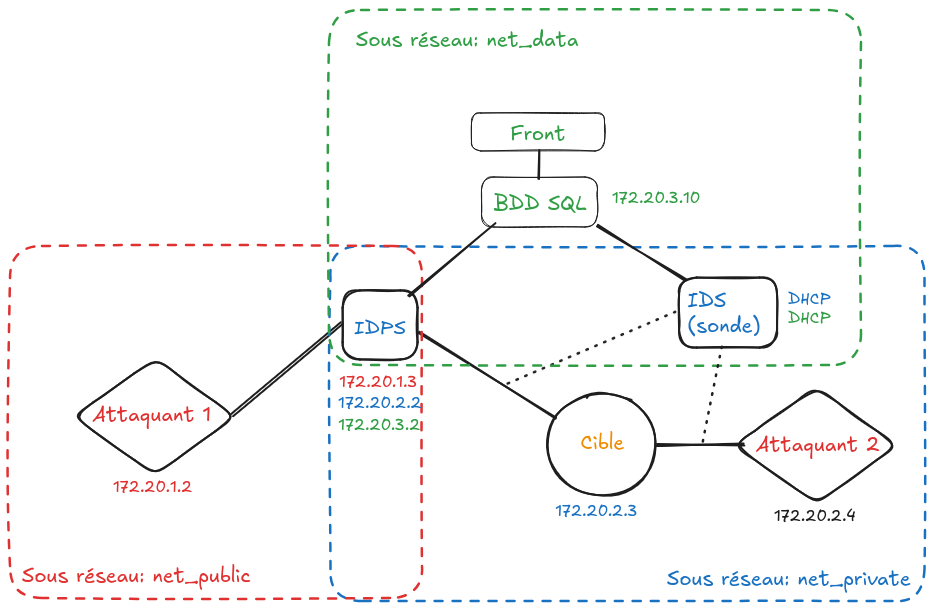 Sous réseau: net_data
Front
BDD SQL
172.20.3.10
IDPS
IDS
(sonde)
DHCP
DHCP
172.20.1.3
172.20.2.2
172.20.3.2
Attaquant 1
172.20.1.2
Cible
172.20.2.3
Attaquant 2
172.20.2.4
Sous réseau: net_public
Sous réseau: net_private